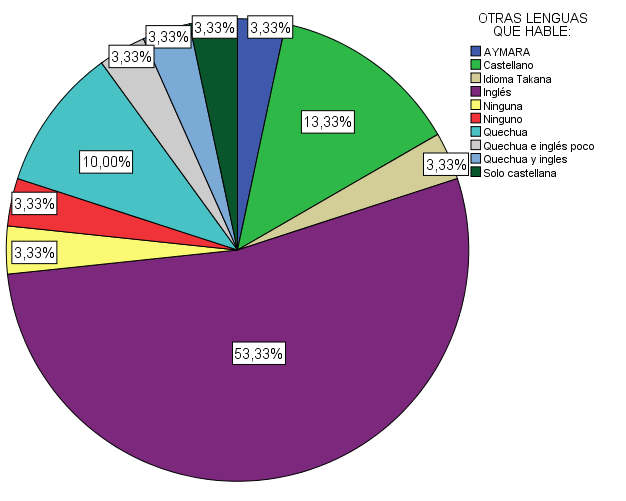 OTRAS LENGUAS
QUE HABLE:
AYMARA
Castellano
Idioma Takana
Inglés
Ninguna
Ninguno
Quechua
Quechua e inglés poco
Quechua y ingles
Solo castellana
3,33%
3,33%
3,33%
3,33%
13,33%
10,00%
3,33%
3,33%
3,33%
53,33%